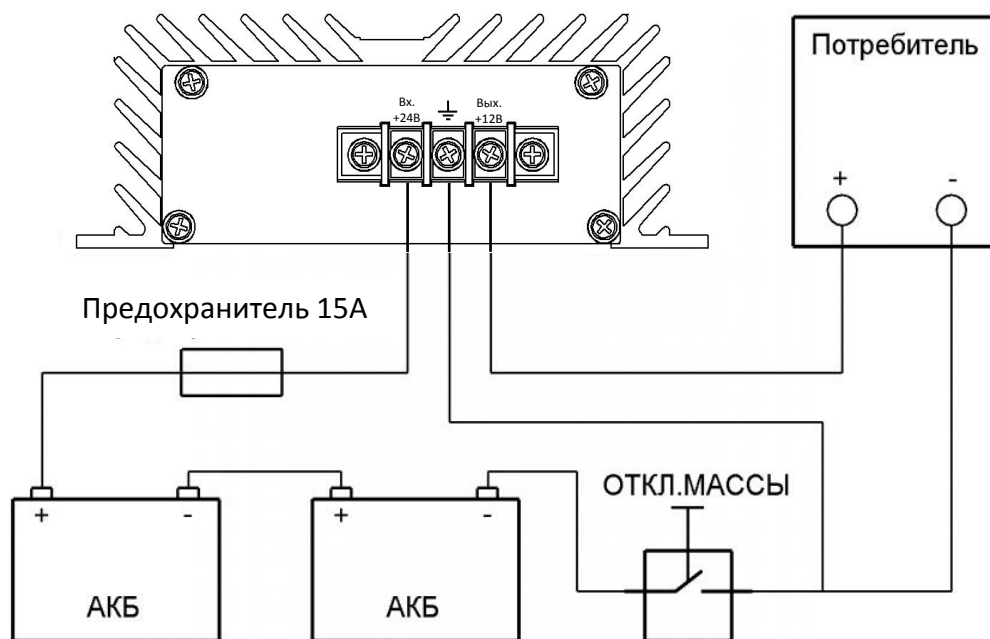 Потребитель
Вх.
+24В
Вых.
+12В
+
-
Предохранитель 15А
ОТКЛ.МАССЫ
+
-
+
-
АКБ
АКБ